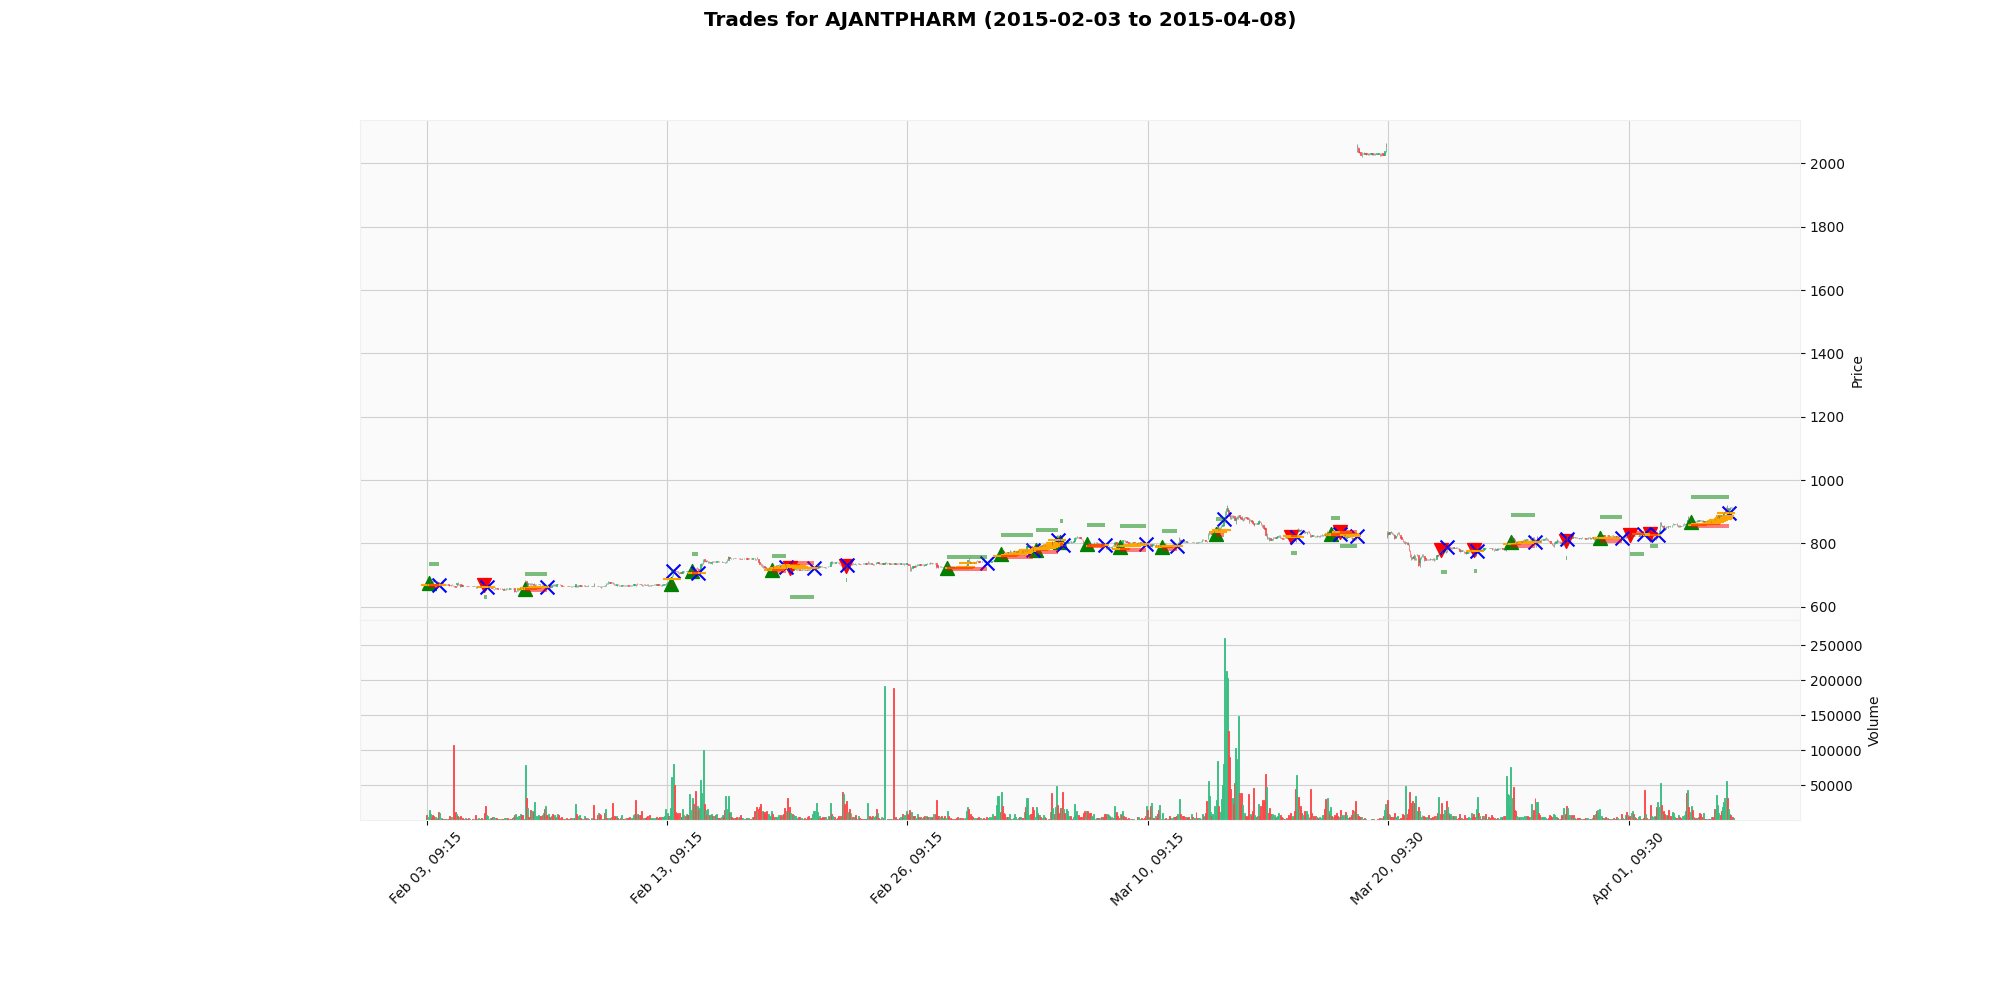 Trades for AJANTPHARM (2015-02-03 to 2015-04-08)
2000
1800
1600
1400
1200
1000
800
600
Price
250000
200000
150000
100000
50000
Volume
Feb 03, 09:15
Feb 13, 09:15
Feb 26, 09:15
Mar 10, 09:15
Mar 20, 09:30
Apr 01, 09:30